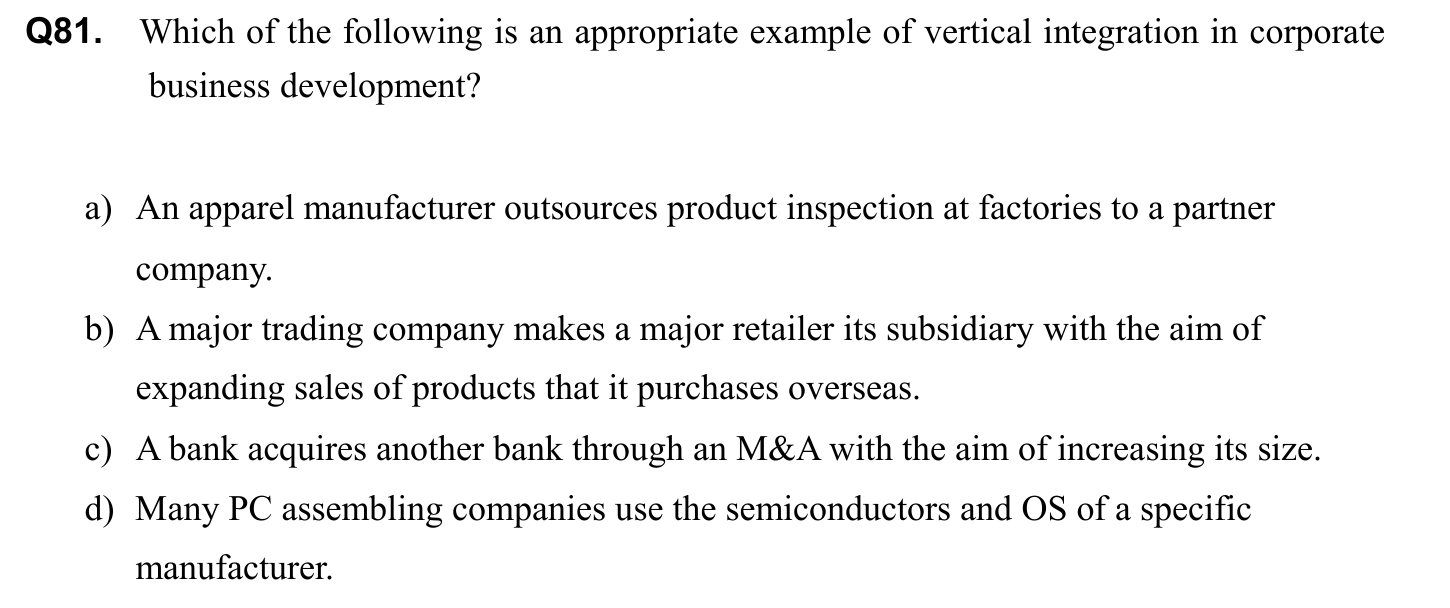 Q81. Which of the following is an appropriate example of vertical integration in corporate
business development?
a) An apparel manufacturer outsources product inspection at factories to a partner
company.
b) A major trading company makes a major retailer its subsidiary with the aim of
expanding sales of products that it purchases overseas.
c) A bank acquires another bank through an M&A with the aim of increasing its size.
d) Many PC assembling companies use the semiconductors and OS of a specific
manufacturer.